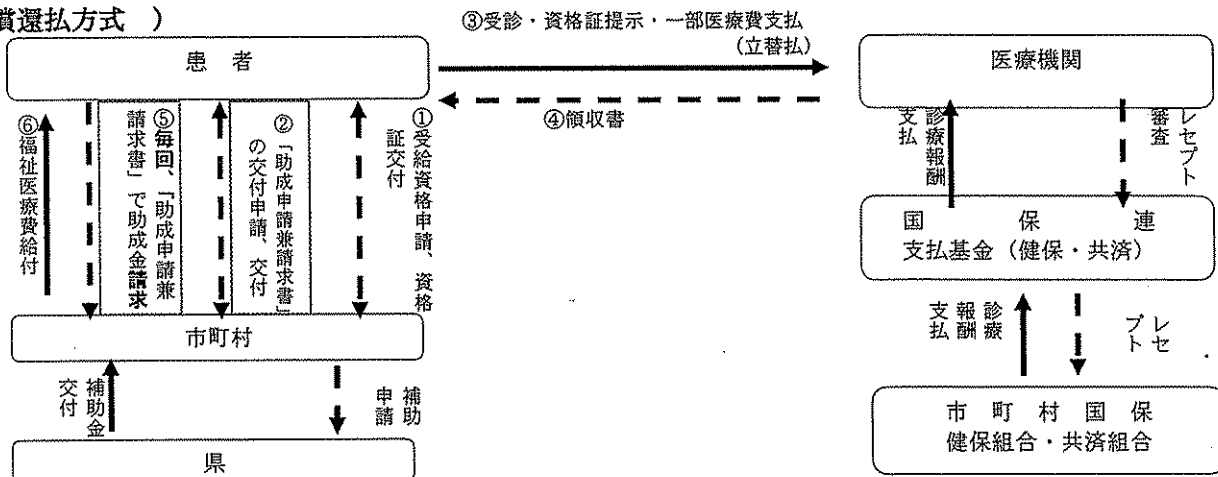 償還払方式 ）
③受診・資格証提示・一部医療費支払
（立替払）
患 者
医療機関
④領収書
⑥福祉医療費給付
⑤毎回、「助成申請兼
請求書」で助成金請求
②「助成申請兼請求書」
の交付申請、交付
①受給資格申請、資格
証交付
診療報酬
支払
レセプト
審査
国 保 連
支払基金（健保・共済）
市町村
診療
報酬
支払
レセ
プト
補助金
交付
補助
申請
市 町 村 国 保
健保組合・共済組合
県